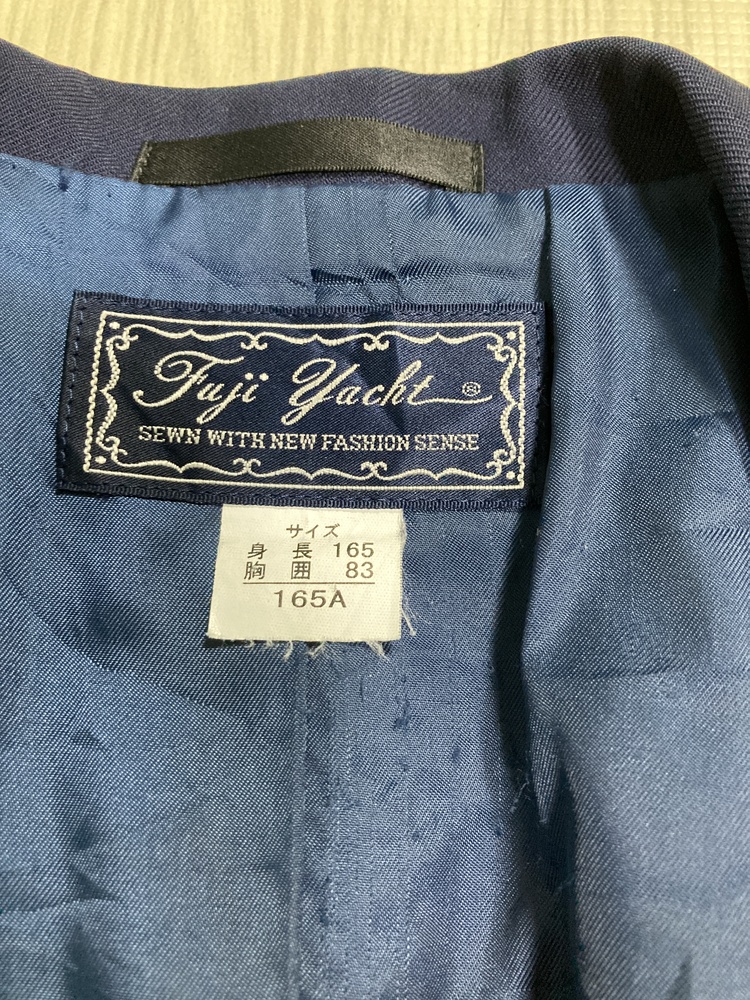 Fuji Yacht ®
SEWN WITH NEW FASHION SENSE
サイズ
身 長 165
胸 囲 83
165A